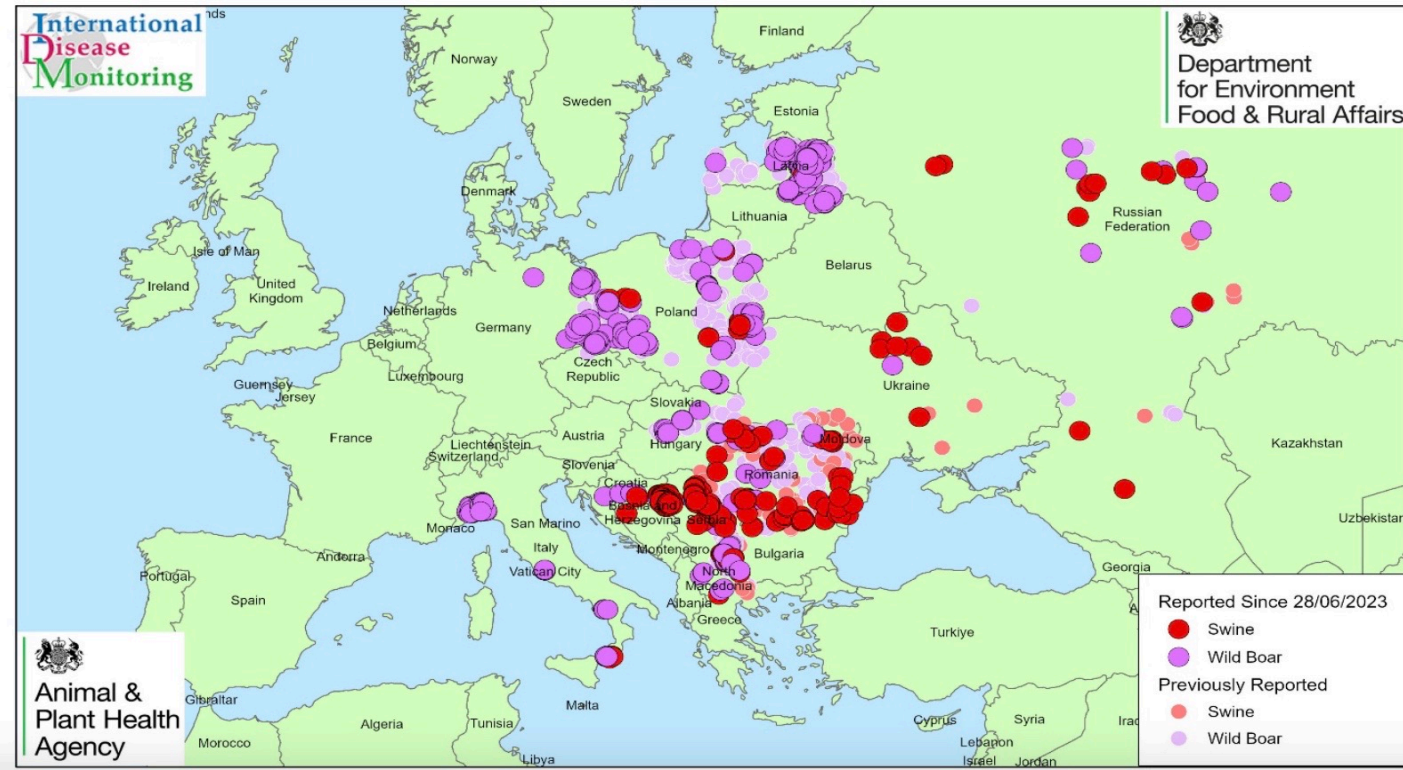 nds
International
Disease
Monitoring
Finland
Norway
Department
for Environment
Food & Rural Affairs
Sweden
Estonia
Latvia
Denmark
Lithuania
Russian
Federation
Isle of Man
Belarus
Ireland
United
Kingdom
Netherlands
Poland
Germany
Belgium
Czech
Republic
Luxembourg
Guernsey
Jersey
Ukraine
Slovakia
France
Austria
Liechtenstein
Hungary
Moldova
Kazakhstan
Switzerland
Slovenia
Romania
Croatia
Bosnia and
Herzegovina
Serbia
Uzbekistan
Monaco
San Marino
Italy
Montenegro
Bulgaria
Andorra
Georgia
Vatican City
North
Macedonia
Portugal
Spain
Albania
Greece
Turkiye
A
Reported Since 28/06/2023
Swine
Wild Boar
Previously Reported
Swine
Wild Boar
Animal &
Plant Health
Agency
Gibraltar
Malta
Algeria
Tunisia
Cyprus
Syria
Iraq
Morocco
Lebanon
Libya
Israel
Jordan